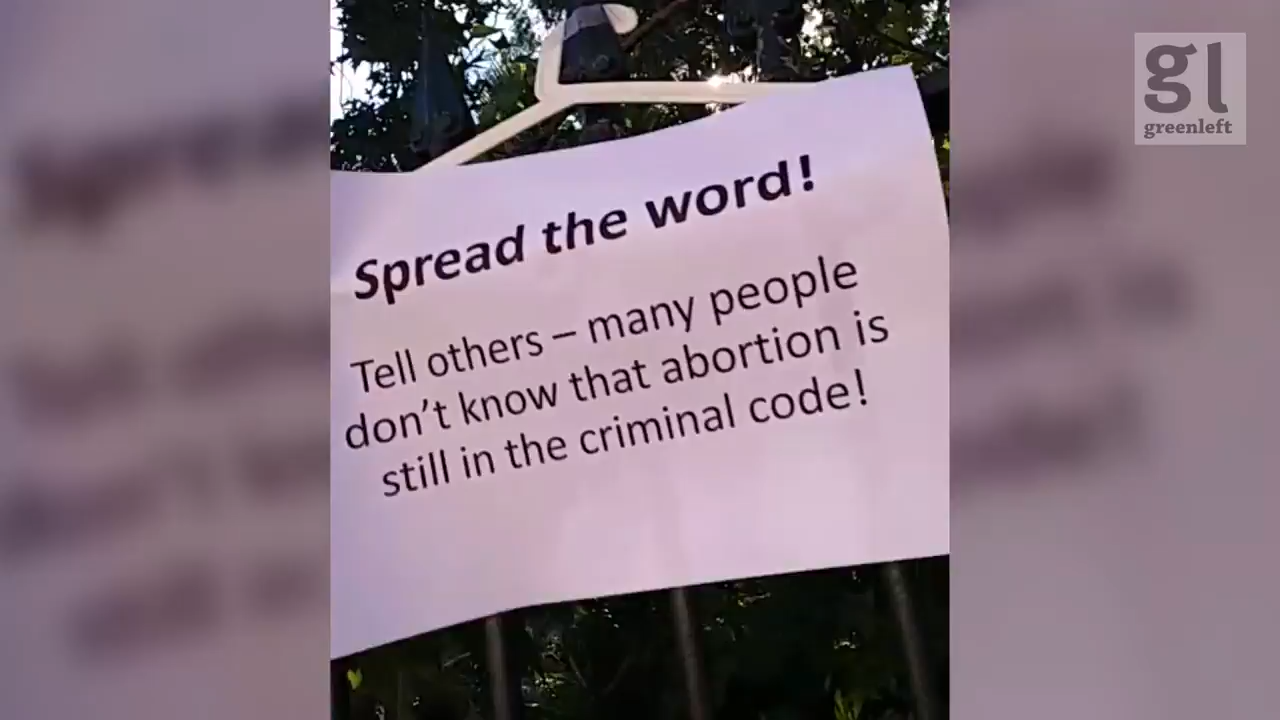 gl
greenleft
Spread the word!
Tell others – many people
don't know that abortion is
still in the criminal code!